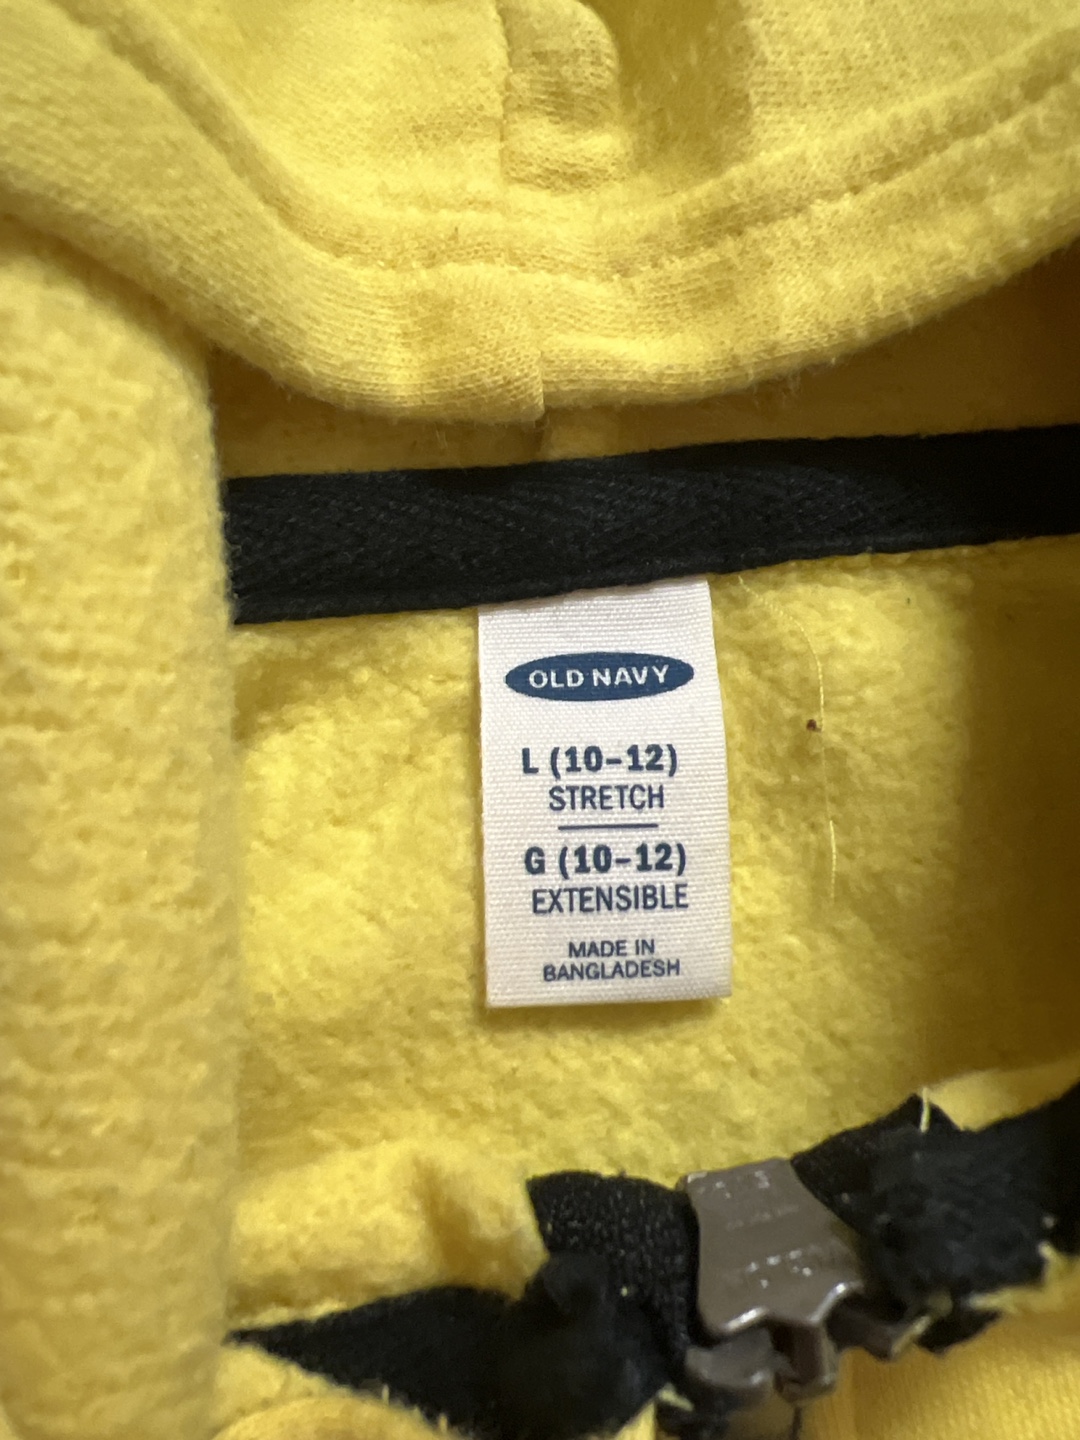 OLD NAVY
L (10-12)
STRETCH
G (10-12)
EXTENSIBLE
MADE IN
BANGLADESH